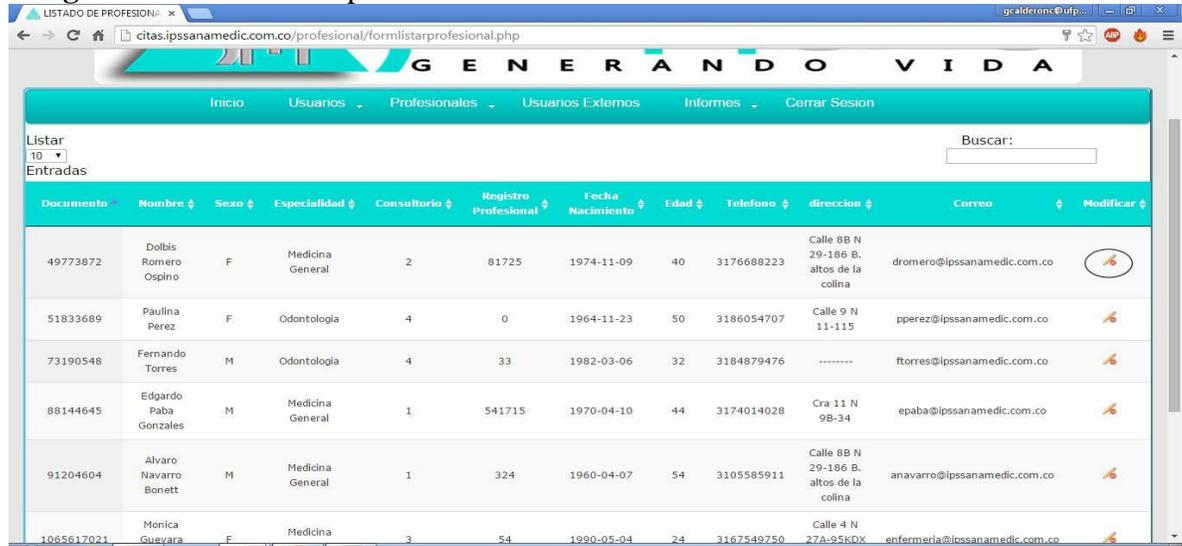 LISTADO DE PROFESIONA
gcalderonc@ufp...
citas.ipssanamedic.com.co/profesional/formlistarprofesional.php
ABP
GENERANDO VIDA
Inicio Usuarios Profesionales Usuarios Externos Informes Cerrar Sesion
Listar
10
Entradas
Buscar:
Documento Nombre Sexo Especialidad Consultorio Registro Profesional Fecha Nacimiento Edad Telefono direccion Correo Modificar
49773872 Dolbis Romero Ospino F Medicina General 2 81725 1974-11-09 40 3176688223 Calle 8B N 29-186 B. altos de la colina dromero@ipssanamedic.com.co
51833689 Paulina Perez F Odontologia 4 0 1964-11-23 50 3186054707 Calle 9 N 11-115 pperez@ipssanamedic.com.co
73190548 Fernando Torres M Odontologia 4 33 1982-03-06 32 3184879476 -------- ftorres@ipssanamedic.com.co
88144645 Edgardo Paba Gonzales M Medicina General 1 541715 1970-04-10 44 3174014028 Cra 11 N 9B-34 epaba@ipssanamedic.com.co
91204604 Alvaro Navarro Bonett M Medicina General 1 324 1960-04-07 54 3105585911 Calle 8B N 29-186 B. altos de la colina anavarro@ipssanamedic.com.co
1065617021 Monica Guevara F Medicina 3 54 1990-05-04 24 3167549750 Calle 4 N 27A-95KDX enfermeria@ipssanamedic.com.co